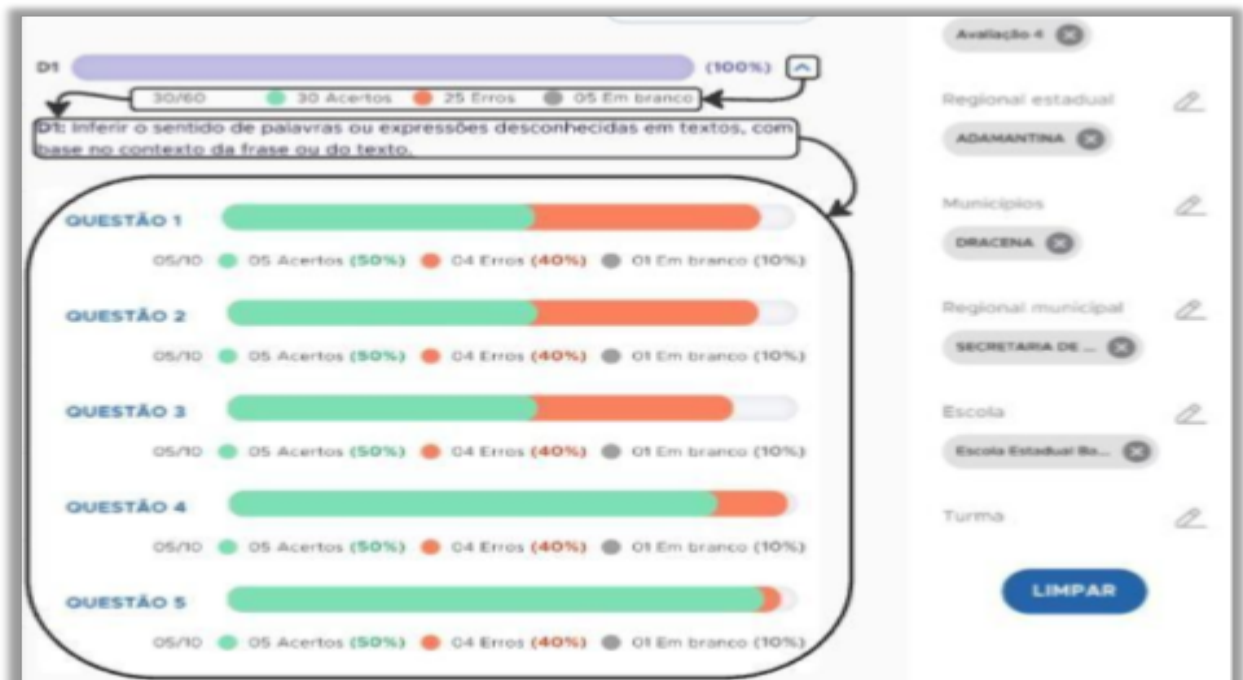 D1 (100%)
30/60 30 Acertos 25 Erros 05 Em branco
D1: Inferir o sentido de palavras ou expressões desconhecidas em textos, com
base no contexto da frase ou do texto.
QUESTÃO 1
05/10 05 Acertos (50%) 04 Erros (40%) 01 Em branco (10%)
QUESTÃO 2
05/10 05 Acertos (50%) 04 Erros (40%) 01 Em branco (10%)
QUESTÃO 3
05/10 05 Acertos (50%) 04 Erros (40%) 01 Em branco (10%)
QUESTÃO 4
05/10 05 Acertos (50%) 04 Erros (40%) 01 Em branco (10%)
QUESTÃO 5
05/10 05 Acertos (50%) 04 Erros (40%) 01 Em branco (10%)
Avaliação 4
Regional estadual
ADAMANTINA
Municípios
DRACENA
Regional municipal
SECRETARIA DE ...
Escola
Escola Estadual Ba...
Turma
LIMPAR